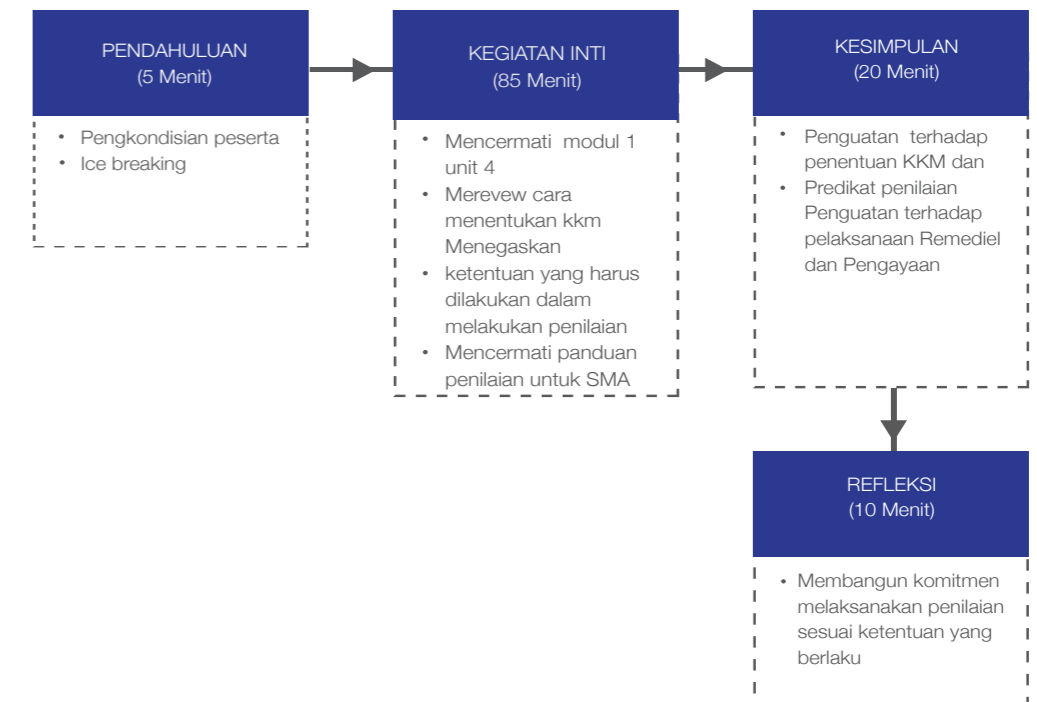 PENDAHULUAN
(5 Menit)
• Pengkondisian peserta
• Ice breaking
KEGIATAN INTI
(85 Menit)
• Mencermati modul 1
unit 4
• Merevew cara
menentukan kkm
Menegaskan
• ketentuan yang harus
dilakukan dalam
melakukan penilaian
• Mencermati panduan
penilaian untuk SMA
KESIMPULAN
(20 Menit)
• Penguatan terhadap
penentuan KKM dan
• Predikat penilaian
Penguatan terhadap
pelaksanaan Remediel
dan Pengayaan
REFLEKSI
(10 Menit)
• Membangun komitmen
melaksanakan penilaian
sesuai ketentuan yang
berlaku